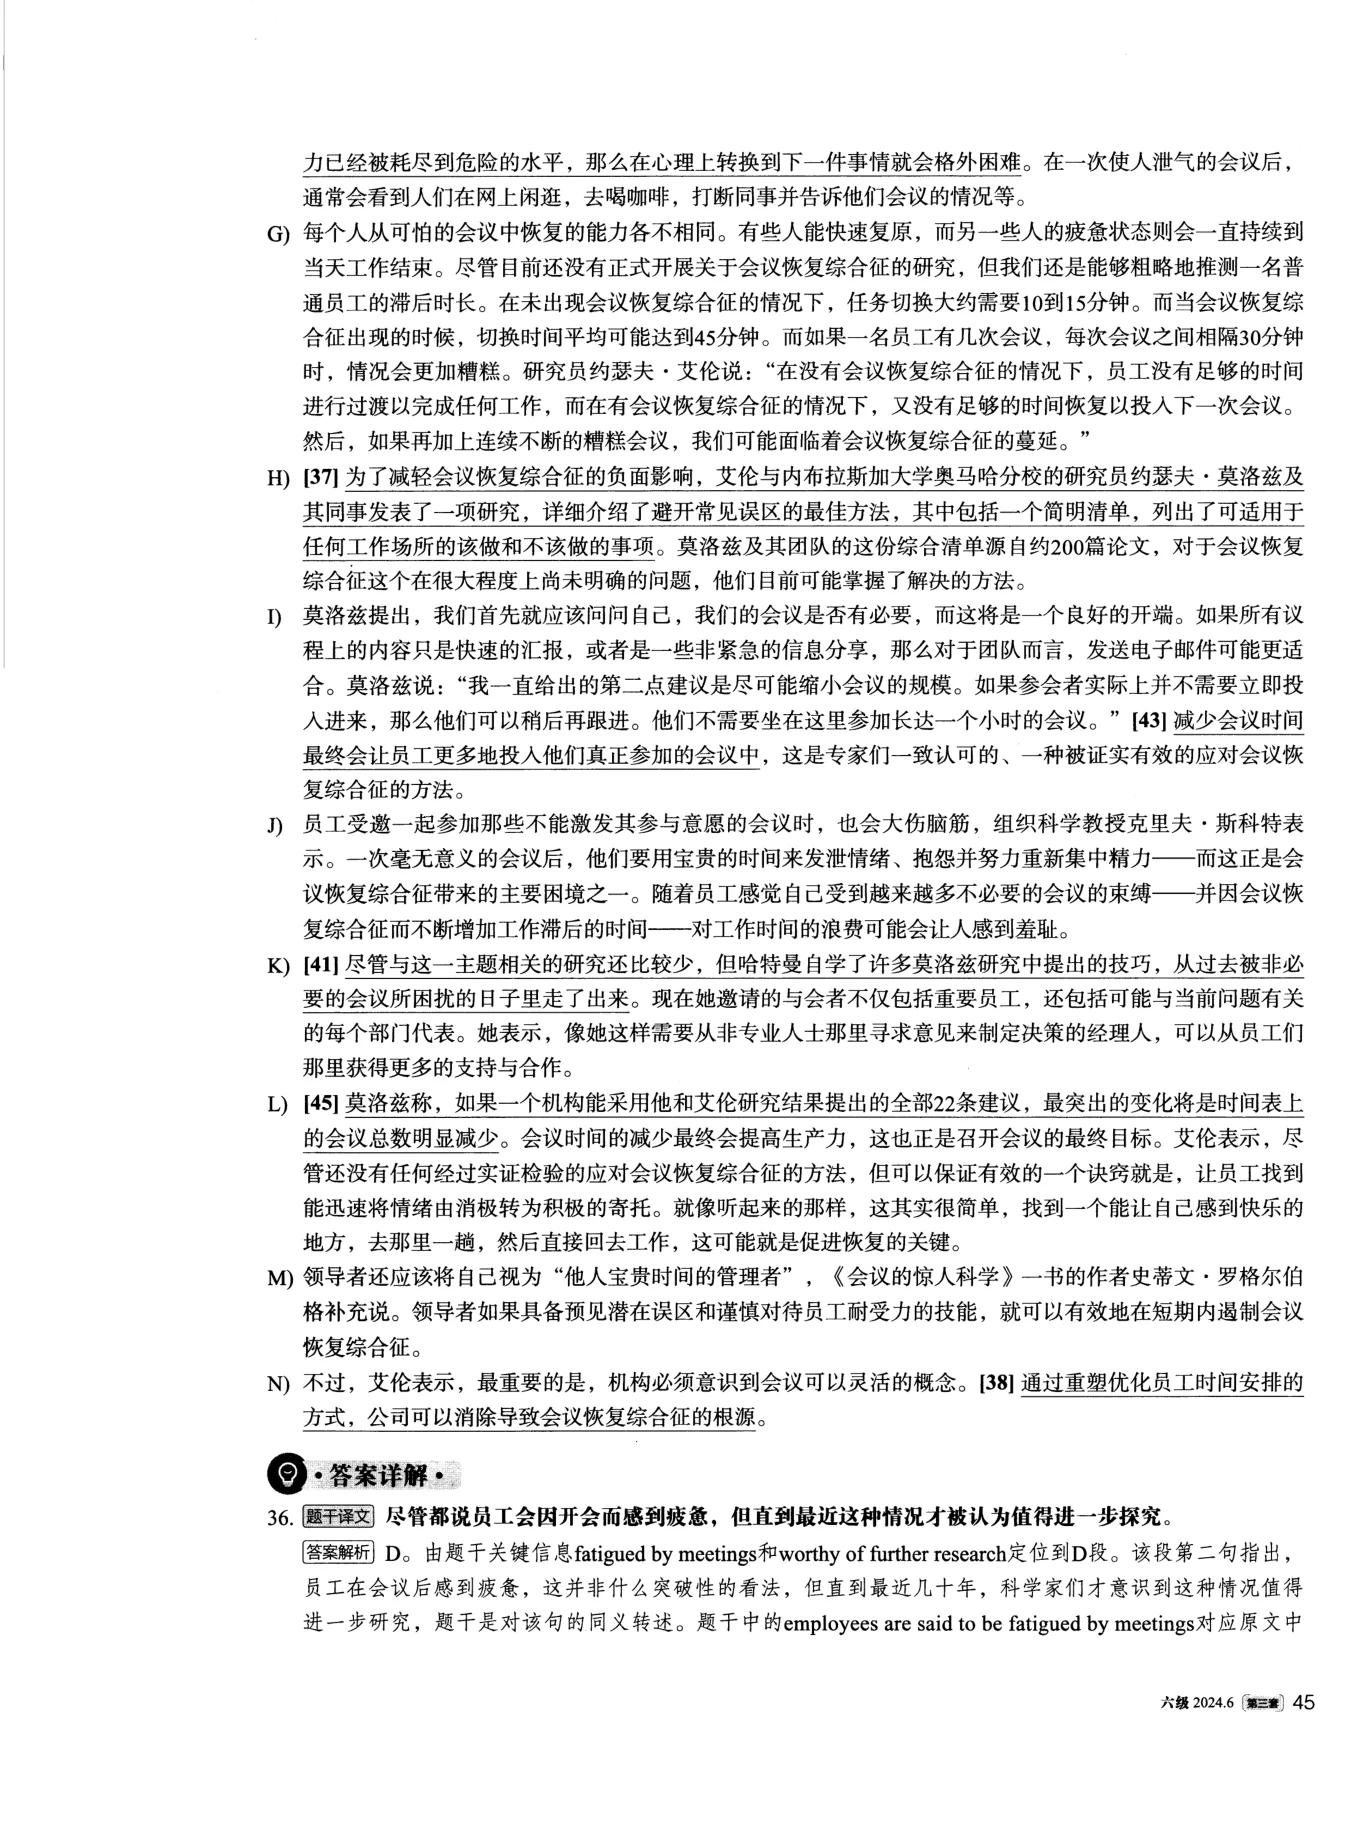 力已经被耗尽到危险的水平，那么在心理上转换到下一件事情就会格外困难。在一次使人泄气的会议后，
通常会看到人们在网上闲逛，去喝咖啡，打断同事并告诉他们会议的情况等。
G) 每个人从可怕的会议中恢复的能力各不相同。有些人能快速复原，而另一些人的疲惫状态则会一直持续到
当天工作结束。尽管目前还没有正式开展关于会议恢复综合征的研究，但我们还是能够粗略地推测一名普
通员工的滞后时长。在未出现会议恢复综合征的情况下，任务切换大约需要10到15分钟。而当会议恢复综
合征出现的时候，切换时间平均可能达到45分钟。而如果一名员工有几次会议，每次会议之间相隔30分钟
时，情况会更加糟糕。研究员约瑟夫·艾伦说：“在没有会议恢复综合征的情况下，员工没有足够的时间
进行过渡以完成任何工作，而在有会议恢复综合征的情况下，又没有足够的时间恢复以投入下一次会议。
然后，如果再加上连续不断的糟糕会议，我们可能面临着会议恢复综合征的蔓延。”
H) [37] 为了减轻会议恢复综合征的负面影响，艾伦与内布拉斯加大学奥马哈分校的研究员约瑟夫·莫洛兹及
其同事发表了一项研究，详细介绍了避开常见误区的最佳方法，其中包括一个简明清单，列出了可适用于
任何工作场所的该做和不该做的事项。莫洛兹及其团队的这份综合清单源自约200篇论文，对于会议恢复
综合征这个在很大程度上尚未明确的问题，他们目前可能掌握了解决的方法。
I) 莫洛兹提出，我们首先就应该问问自己，我们的会议是否有必要，而这将是一个良好的开端。如果所有议
程上的内容只是快速的汇报，或者是一些非紧急的信息分享，那么对于团队而言，发送电子邮件可能更适
合。莫洛兹说：“我一直给出的第二点建议是尽可能缩小会议的规模。如果参会者实际上并不需要立即投
入进来，那么他们可以稍后再跟进。他们不需要坐在这里参加长达一个小时的会议。” [43] 减少会议时间
最终会让员工更多地投入他们真正参加的会议中，这是专家们一致认可的、一种被证实有效的应对会议恢
复综合征的方法。
J) 员工受邀一起参加那些不能激发其参与意愿的会议时，也会大伤脑筋，组织科学教授克里夫·斯科特表
示。一次毫无意义的会议后，他们要用宝贵的时间来发泄情绪、抱怨并努力重新集中精力——而这正是会
议恢复综合征带来的主要困境之一。随着员工感觉自己受到越来越多不必要的会议的束缚——并因会议恢
复综合征而不断增加工作滞后的时间——对工作时间的浪费可能会让人感到羞耻。
K) [41] 尽管与这一主题相关的研究还比较少，但哈特曼自学了许多莫洛兹研究中提出的技巧，从过去被非必
要的会议所困扰的日子里走了出来。现在她邀请的与会者不仅包括重要员工，还包括可能与当前问题有关
的每个部门代表。她表示，像她这样需要从非专业人士那里寻求意见来制定决策的经理人，可以从员工们
那里获得更多的支持与合作。
L) [45] 莫洛兹称，如果一个机构能采用他和艾伦研究结果提出的全部22条建议，最突出的变化将是时间表上
的会议总数明显减少。会议时间的减少最终会提高生产力，这也正是召开会议的最终目标。艾伦表示，尽
管还没有任何经过实证检验的应对会议恢复综合征的方法，但可以保证有效的一个诀窍就是，让员工找到
能迅速将情绪由消极转为积极的寄托。就像听起来的那样，这其实很简单，找到一个能让自己感到快乐的
地方，去那里一趟，然后直接回去工作，这可能就是促进恢复的关键。
M) 领导者还应该将自己视为“他人宝贵时间的管理者”，《会议的惊人科学》一书的作者史蒂文·罗格尔伯
格补充说。领导者如果具备预见潜在误区和谨慎对待员工耐受力的技能，就可以有效地在短期内遏制会议
恢复综合征。
N) 不过，艾伦表示，最重要的是，机构必须意识到会议可以灵活的概念。[38] 通过重塑优化员工时间安排的
方式，公司可以消除导致会议恢复综合征的根源。
·答案详解·
36. 题干译文 尽管都说员工会因开会而感到疲惫，但直到最近这种情况才被认为值得进一步探究。
答案解析 D。由题干关键信息fatigued by meetings和worthy of further research定位到D段。该段第二句指出，
员工在会议后感到疲惫，这并非什么突破性的看法，但直到最近几十年，科学家们才意识到这种情况值得
进一步研究，题干是对该句的同义转述。题干中的employees are said to be fatigued by meetings对应原文中
六级 2024.6 第三套 45